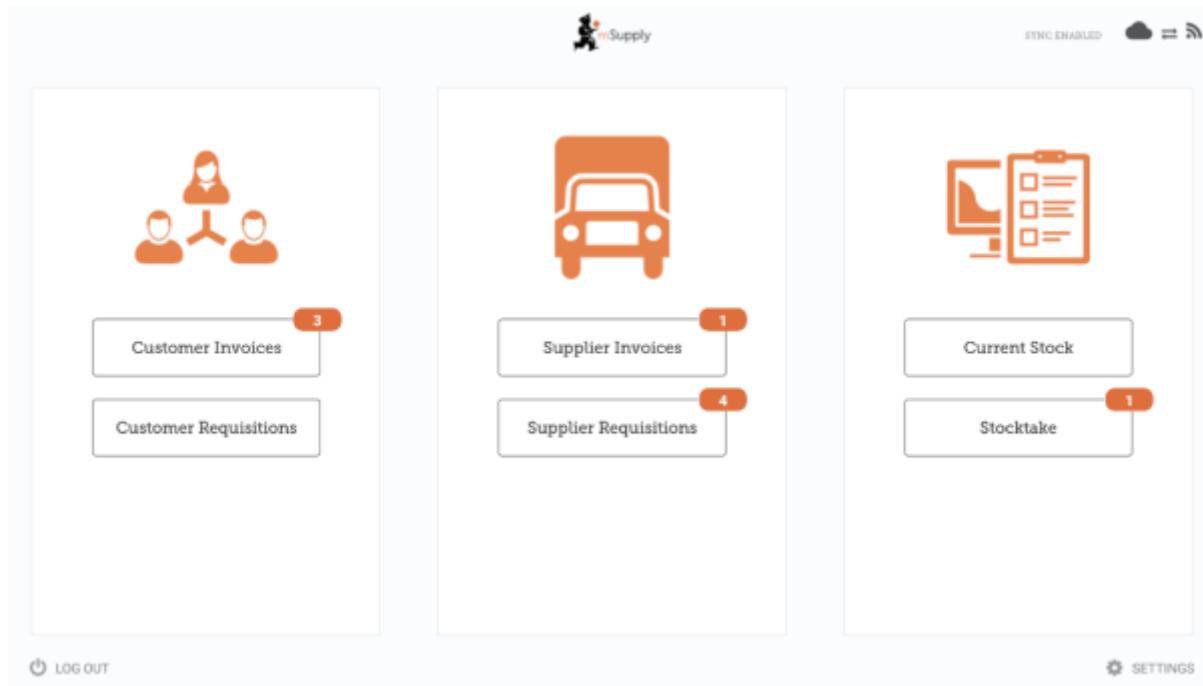 mSupply
SYNC ENABLED
3
Customer Invoices
Customer Requisitions
1
Supplier Invoices
4
Supplier Requisitions
Current Stock
1
Stocktake
LOG OUT
SETTINGS